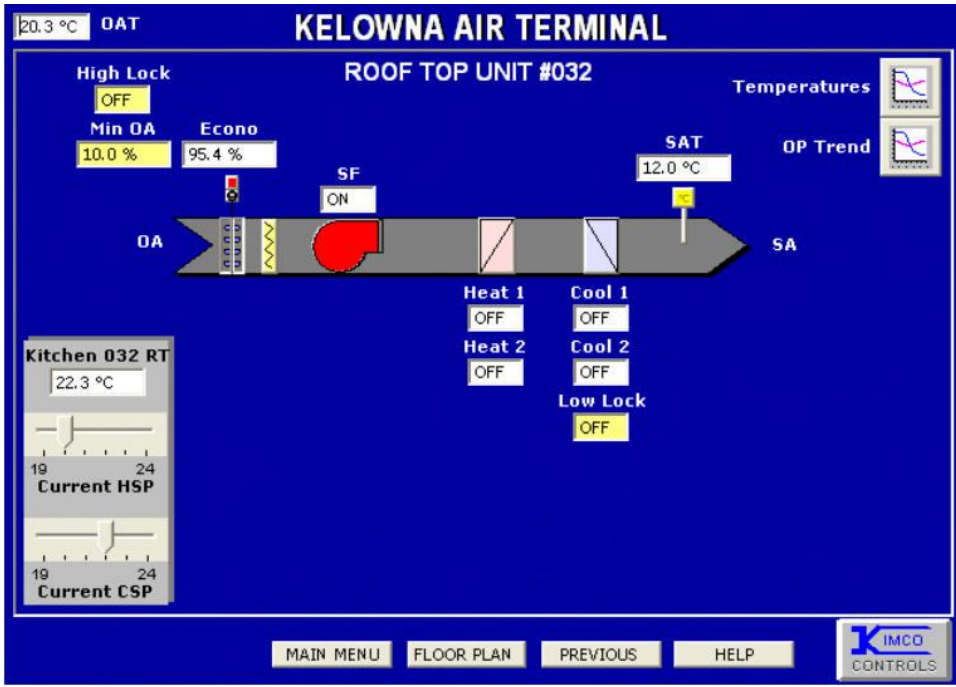 20.3 °C OAT
KELOWNA AIR TERMINAL
ROOF TOP UNIT #032
High Lock
OFF
Min OA Econo
10.0 % 95.4 %
SF
ON
SAT
12.0 °C
°C
Temperatures
OP Trend
OA
SA
Heat 1 Cool 1
OFF OFF
Heat 2 Cool 2
OFF OFF
Low Lock
OFF
Kitchen 032 RT
22.3 °C
19 24
Current HSP
19 24
Current CSP
MAIN MENU FLOOR PLAN PREVIOUS HELP
KIMCO
CONTROLS